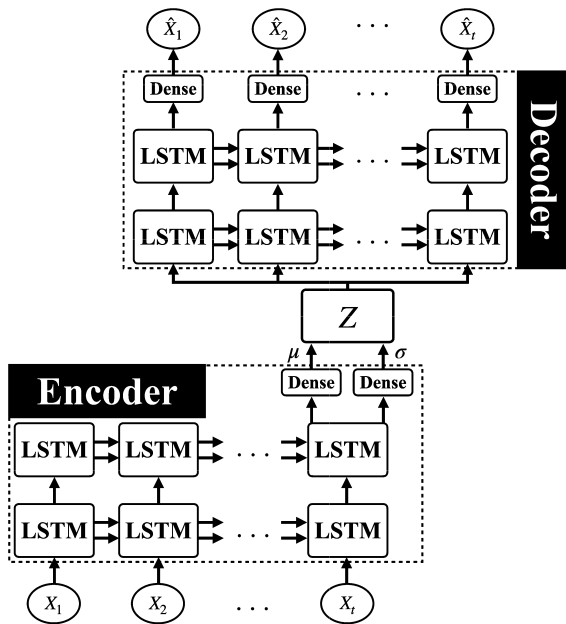 X̂₁ X̂₂ . . . X̂ₜ
Dense Dense . . . Dense
Decoder
LSTM LSTM . . . LSTM
LSTM LSTM . . . LSTM
Z
μ σ
Encoder
Dense Dense
LSTM LSTM . . . LSTM
LSTM LSTM . . . LSTM
X₁ X₂ . . . Xₜ